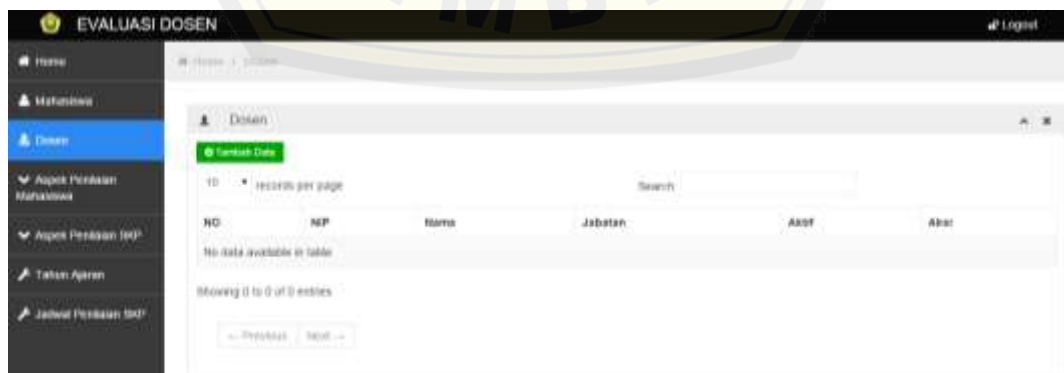 EVALUASI DOSEN
Logout
Home
Home > DOSEN
Mahasiswa
Dosen
Dosen
Tambah Data
Aspek Penilaian Mahasiswa
10 records per page
Search:
NO NIP Nama Jabatan Aktif Aksi
No data available in table
Aspek Penilaian SKP
Tahun Ajaran
Showing 0 to 0 of 0 entries
Jadwal Penilaian SKP
← Previous Next →